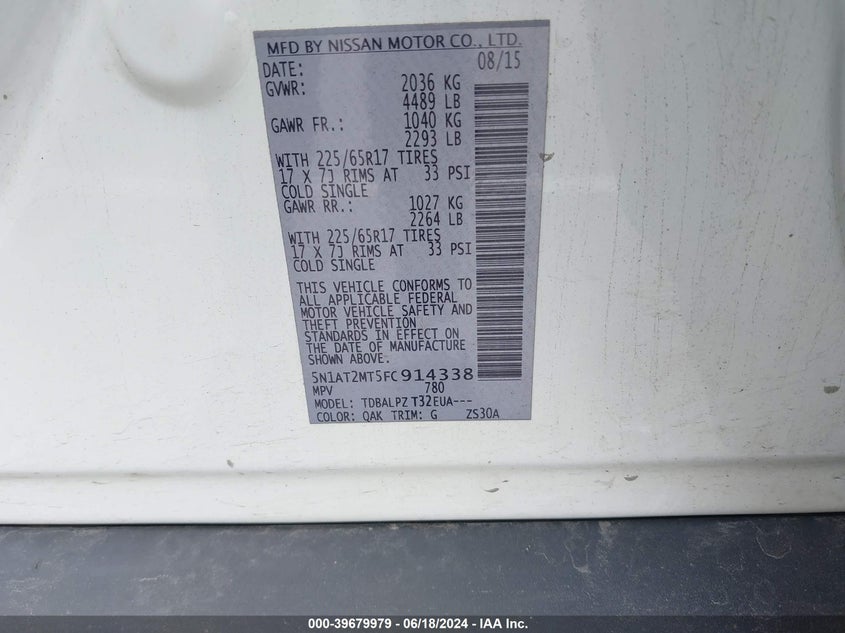 MFD BY NISSAN MOTOR CO., LTD.
DATE: 08/15
GVWR: 2036 KG
4489 LB
GAWR FR.: 1040 KG
2293 LB
WITH 225/65R17 TIRES
17 X 7J RIMS AT 33 PSI
COLD SINGLE
GAWR RR.: 1027 KG
2264 LB
WITH 225/65R17 TIRES
17 X 7J RIMS AT 33 PSI
COLD SINGLE
THIS VEHICLE CONFORMS TO
ALL APPLICABLE FEDERAL
MOTOR VEHICLE SAFETY AND
THEFT PREVENTION
STANDARDS IN EFFECT ON
THE DATE OF MANUFACTURE
SHOWN ABOVE.
5N1AT2MT5FC914338
MPV 780
MODEL: TDBALPZ T32EUA---
COLOR: QAK TRIM: G ZS30A
000-39679979 - 06/18/2024 - IAA Inc.